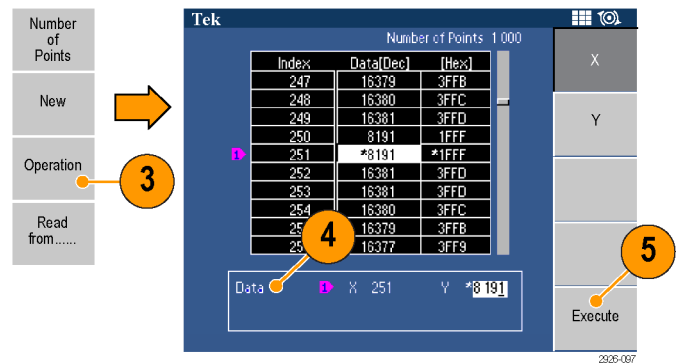 Number
of
Points
New
Operation
3
Read
from......
Tek
Number of Points 1 000
Index Data[Dec] [Hex]
247 16379 3FFB
248 16380 3FFC
249 16381 3FFD
250 8191 1FFF
1 251 *8191 *1FFF
252 16381 3FFD
253 16381 3FFD
254 16380 3FFC
25 16379 3FFB
25 16377 3FF9
4
Data 1 X 251 Y *8 191
X
Y
5
Execute
2926-097